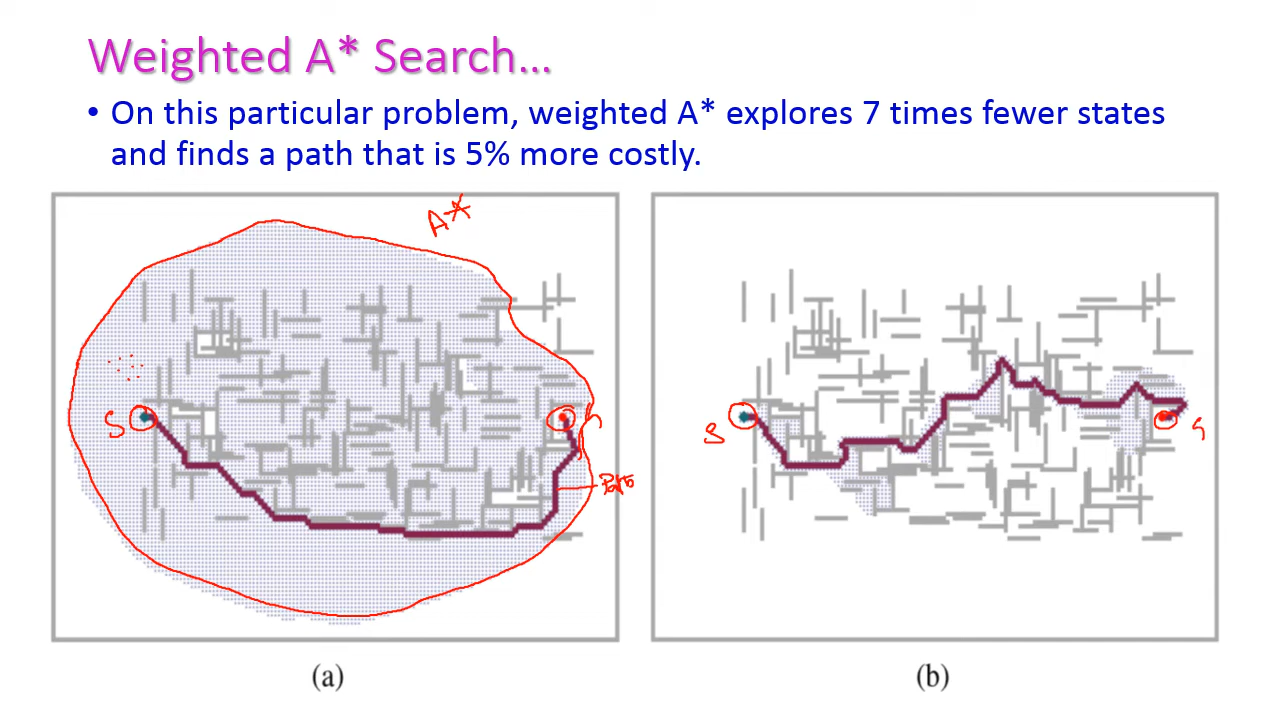 Weighted A* Search...
• On this particular problem, weighted A* explores 7 times fewer states
and finds a path that is 5% more costly.
A*
S
S
(a)
(b)